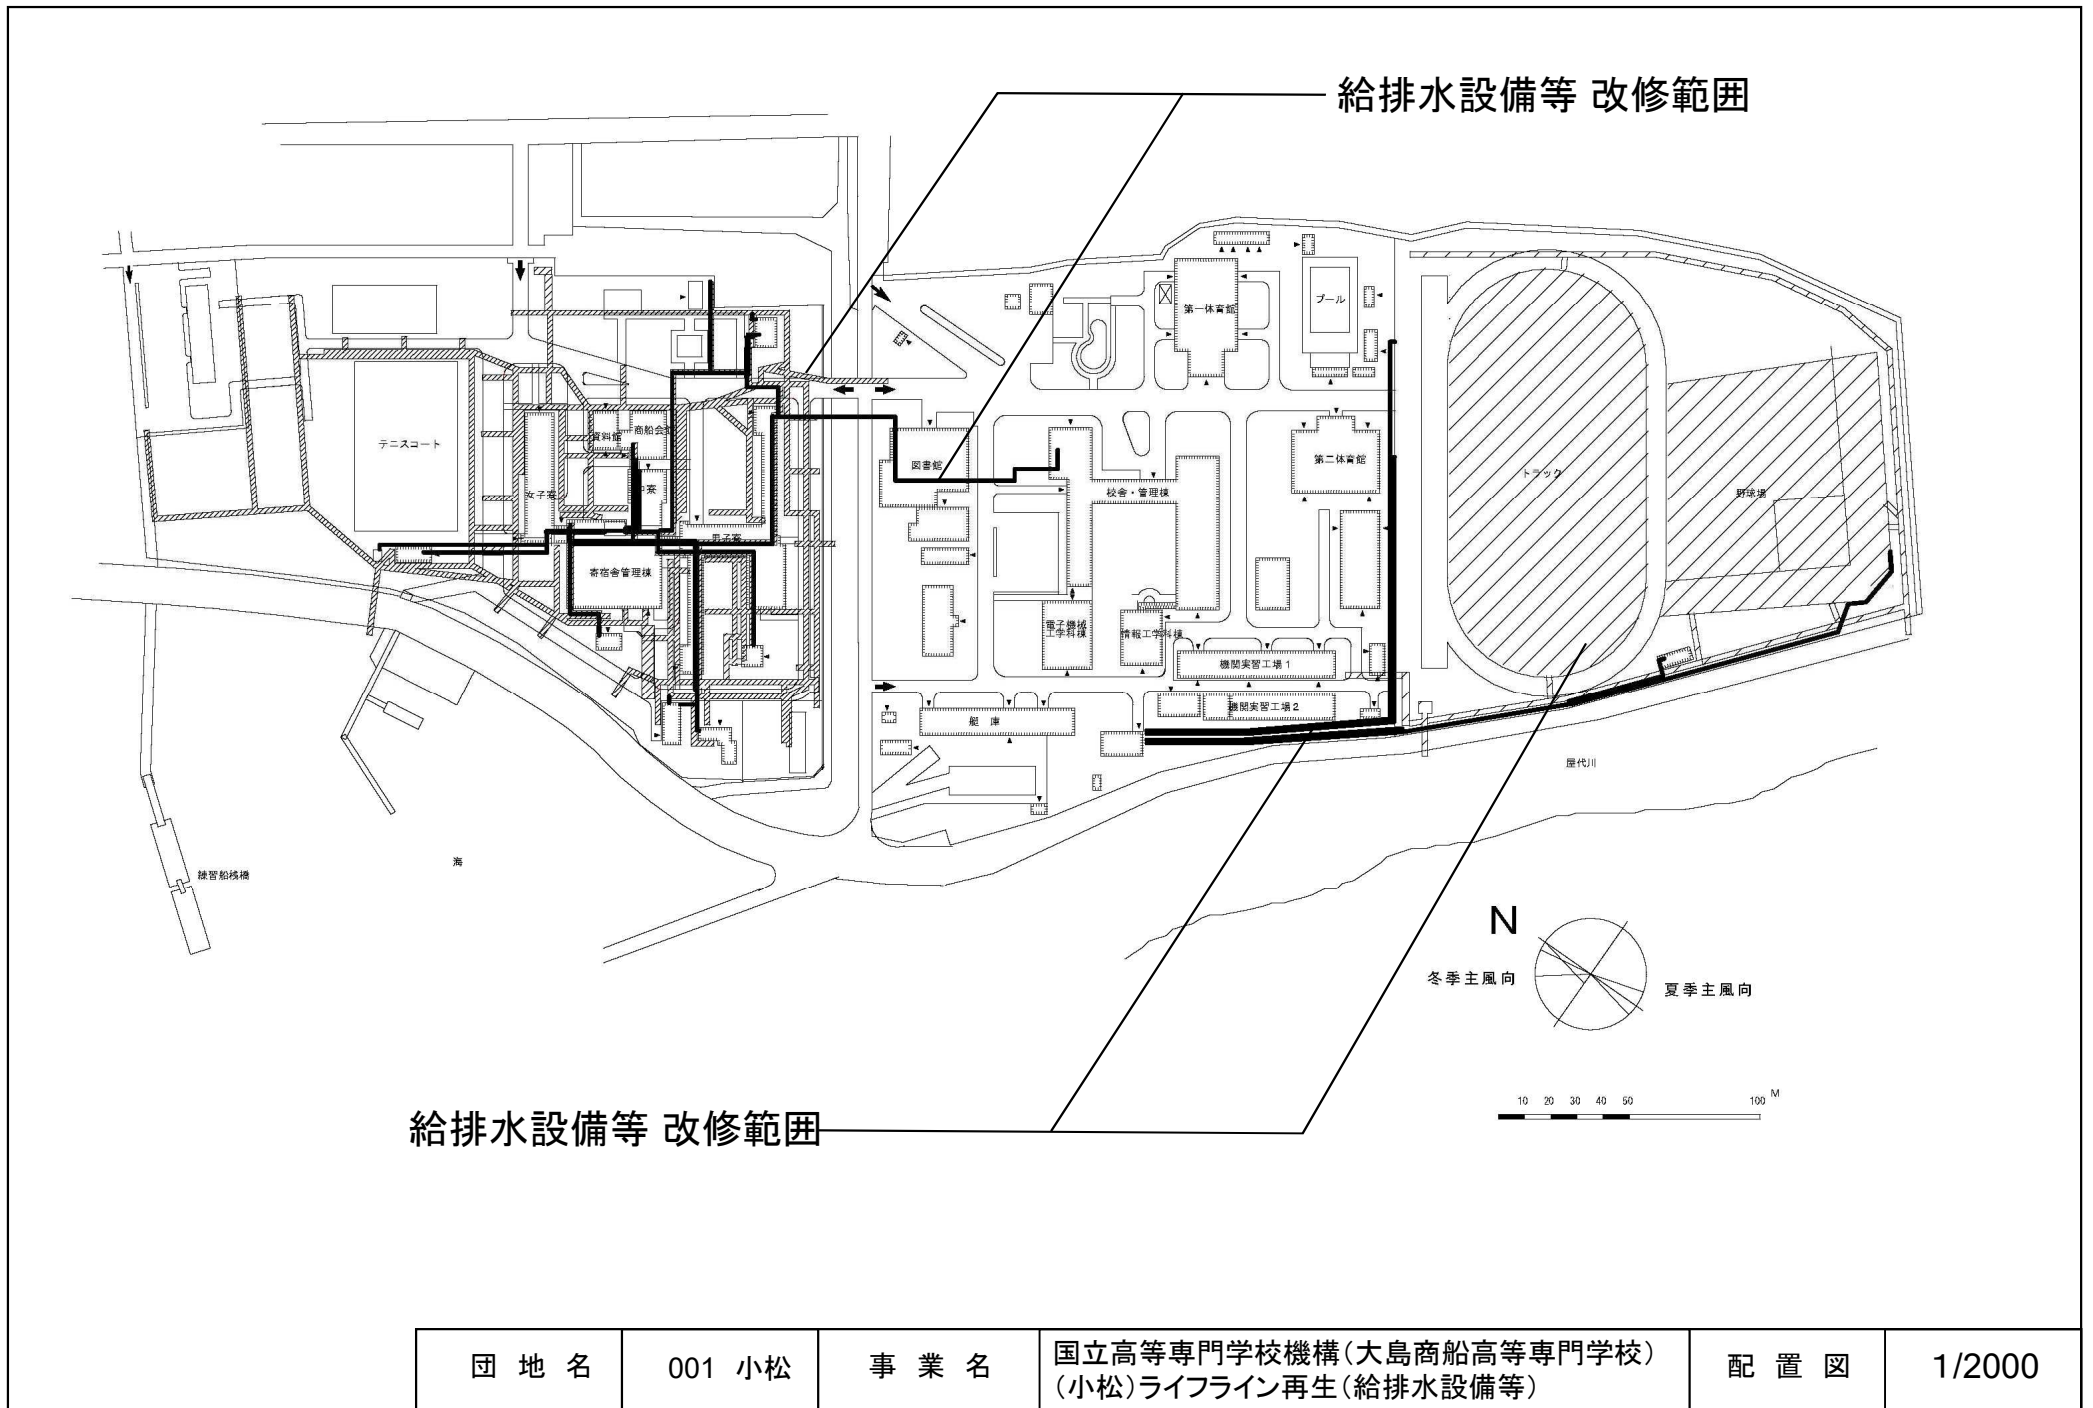 給排水設備等 改修範囲
第一体育館
プール
テニスコート
資料館
商船会館
図書館
校舎・管理棟
第二体育館
トラック
野球場
女子寮
男子寮
寄宿舎管理棟
電子機械
工学科棟
情報工学科棟
機関実習工場1
機関実習工場2
艇庫
屋代川
海
練習船桟橋
N
冬季主風向
夏季主風向
10 20 30 40 50 100 M
給排水設備等 改修範囲
団地名
001 小松
事業名
国立高等専門学校機構(大島商船高等専門学校)
(小松)ライフライン再生(給排水設備等)
配置図
1/2000